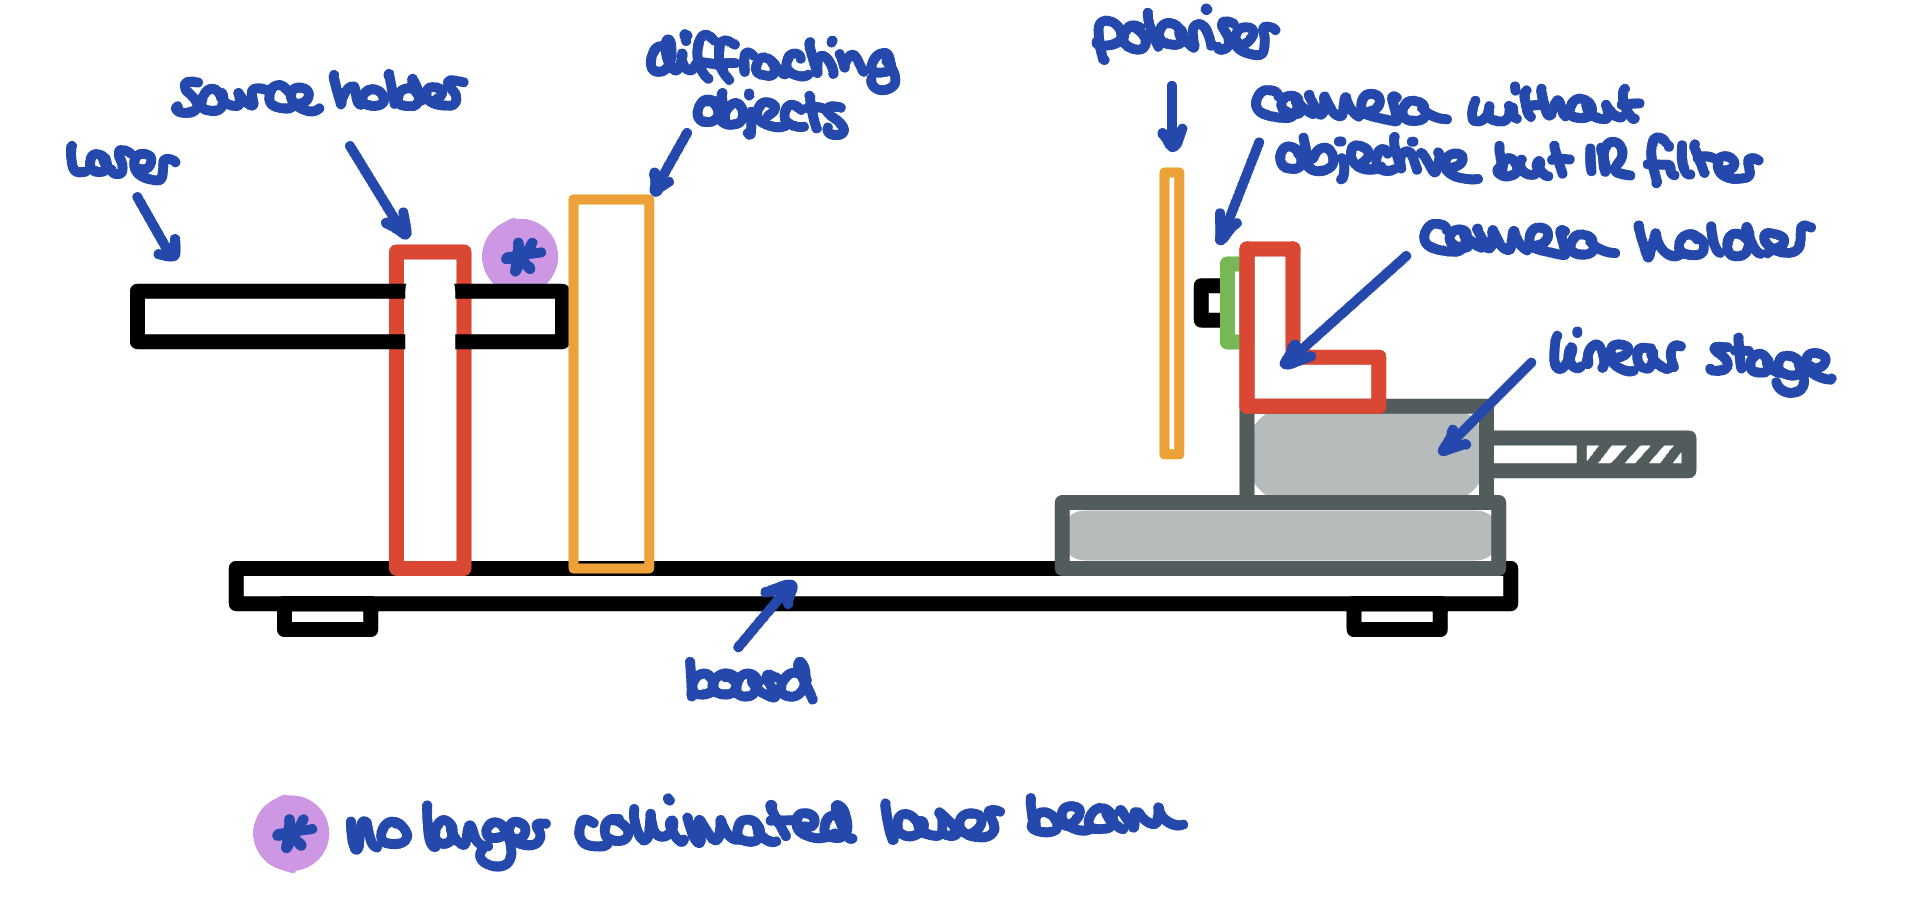 polariser
diffracting
objects
source holder
camera without
objective but IR filter
laser
camera holder
linear stage
board
* no longer collimated laser beam
*